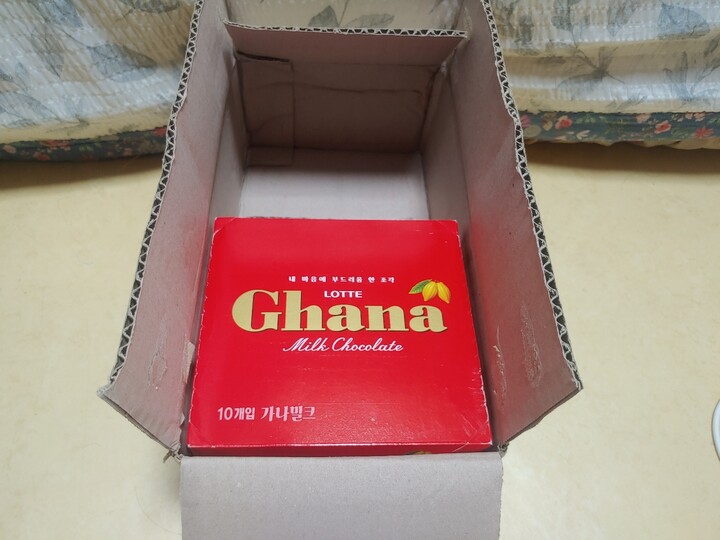 내 마음에 부드러움 한 조각
LOTTE
Ghana
Milk Chocolate
10개입 가나밀크